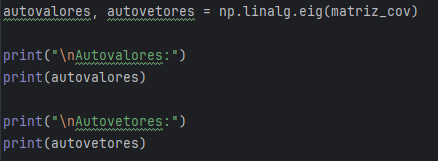 autovalores, autovetores = np.linalg.eig(matriz_cov)
print("\nAutovalores:")
print(autovalores)
print("\nAutovetores:")
print(autovetores)